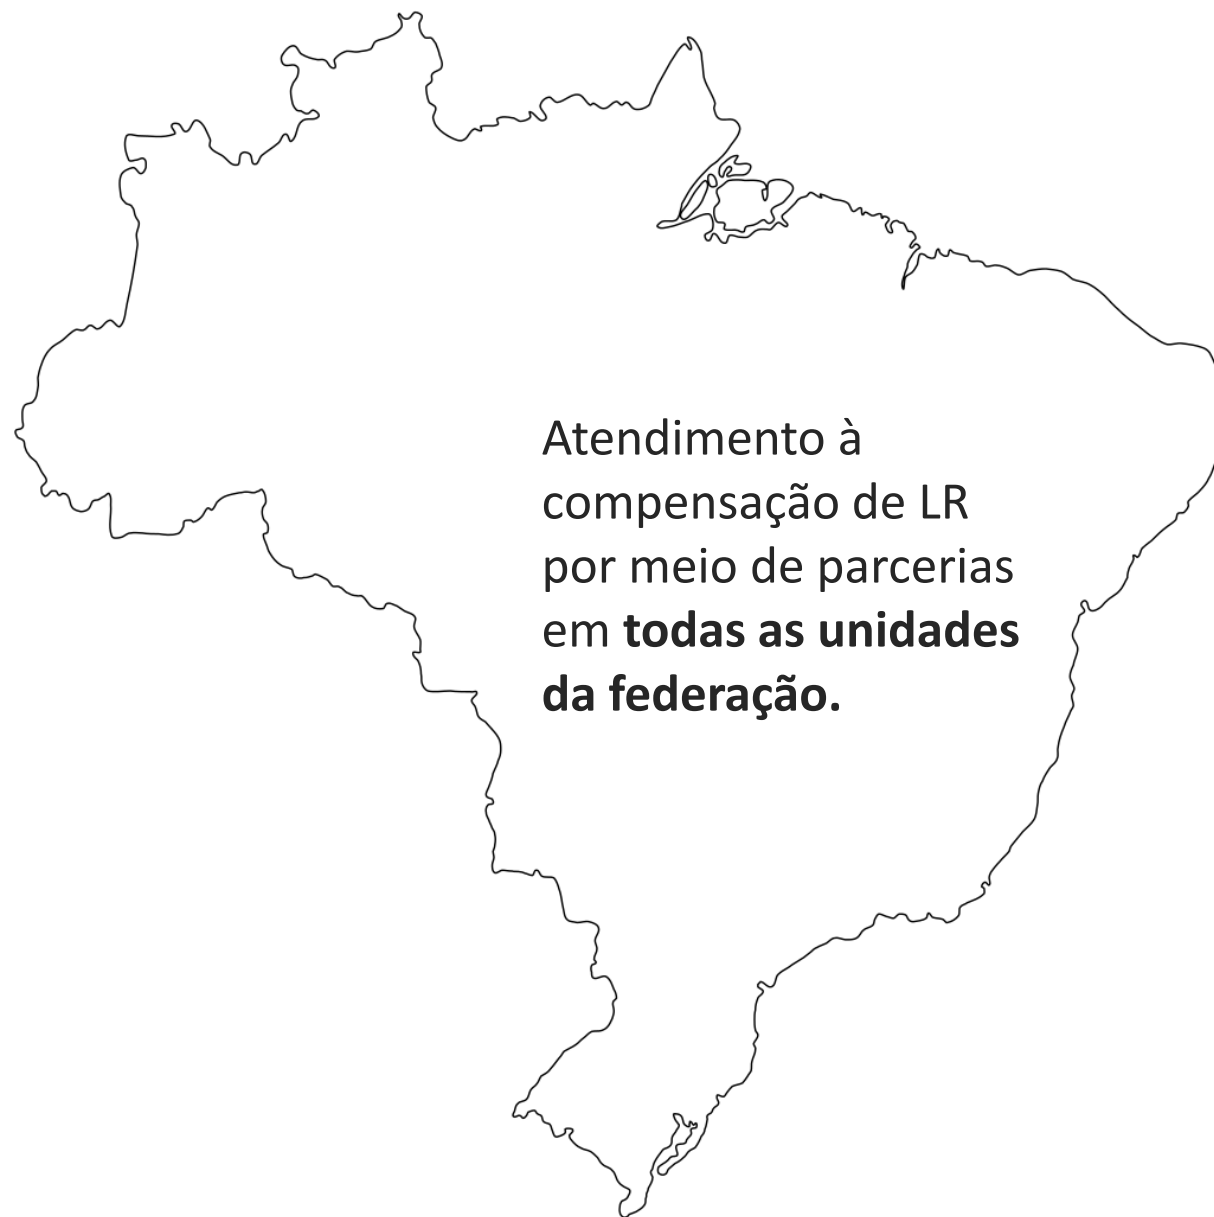 Atendimento à
compensação de LR
por meio de parcerias
em todas as unidades
da federação.